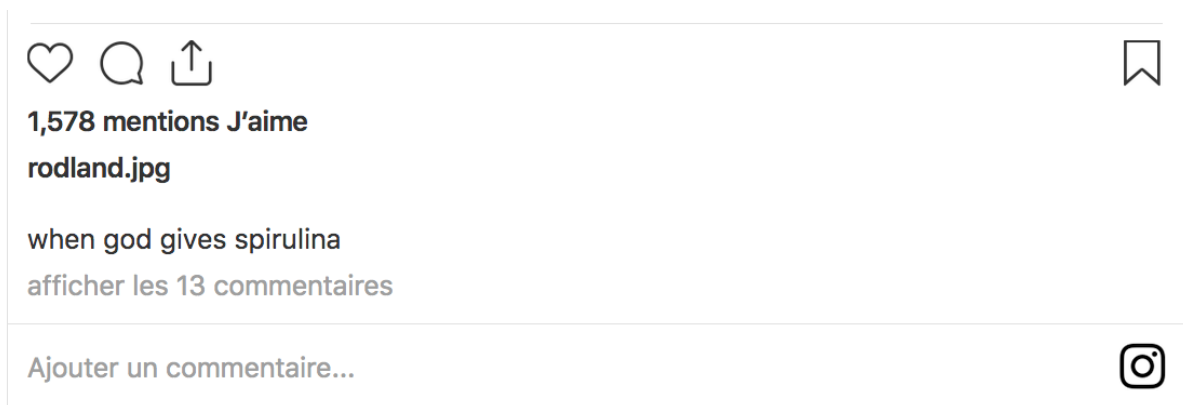 1,578 mentions J’aime
rodland.jpg
when god gives spirulina
afficher les 13 commentaires
Ajouter un commentaire...